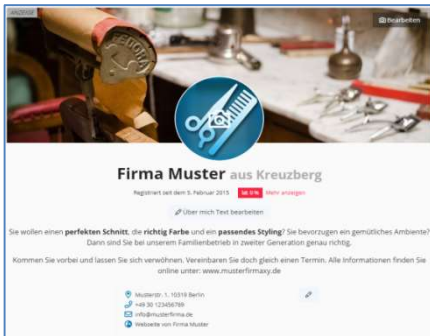 ANZEIGE
Bearbeiten
Firma Muster aus Kreuzberg
Registriert seit dem 5. Februar 2015 Mehr anzeigen
Über mich Text bearbeiten
Sie wollen einen perfekten Schnitt, die richtig Farbe und ein passendes Styling? Sie bevorzugen ein gemütliches Ambiente?
Dann sind Sie bei unserem Familienbetrieb in zweiter Generation genau richtig.
Kommen Sie vorbei und lassen Sie sich verwöhnen. Vereinbaren Sie doch gleich einen Termin. Alle Informationen finden Sie
online unter: www.musterfirmaxy.de
Musterstr. 1, 10319 Berlin
+49 30 123456789
info@musterfirma.de
Webseite von Firma Muster